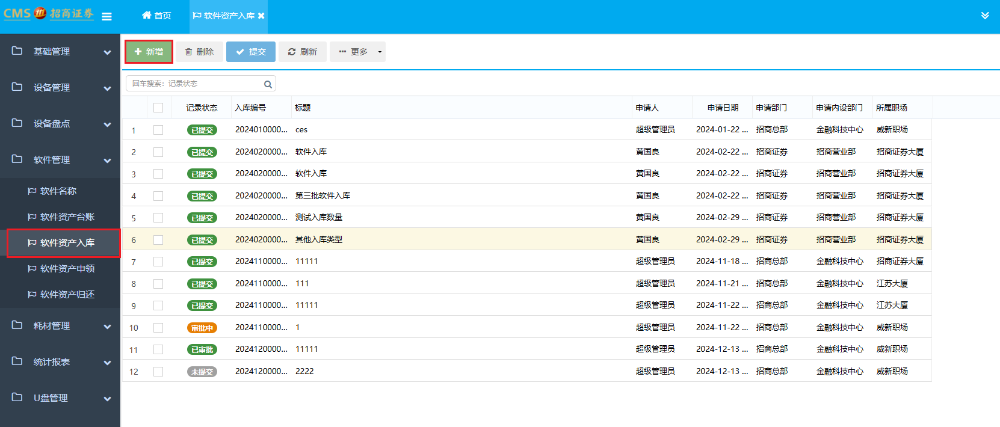 CMS 招商证券 首页 软件资产入库
基础管理
设备管理
设备盘点
软件管理
软件名称
软件资产台账
软件资产入库
软件资产申领
软件资产归还
耗材管理
统计报表
U盘管理
新增 删除 提交 刷新 更多
回车搜索：记录状态
记录状态 入库编号 标题 申请人 申请日期 申请部门 申请内设部门 所属职场
1 已提交 2024010000... ces 超级管理员 2024-01-22 ... 招商总部 金融科技中心 威新职场
2 已提交 2024020000... 软件入库 黄国良 2024-02-22 ... 招商证券 招商营业部 招商证券大厦
3 已提交 2024020000... 软件入库 黄国良 2024-02-22 ... 招商证券 招商营业部 招商证券大厦
4 已提交 2024020000... 第三批软件入库 黄国良 2024-02-22 ... 招商证券 招商营业部 招商证券大厦
5 已提交 2024020000... 测试入库数量 黄国良 2024-02-29 ... 招商证券 招商营业部 招商证券大厦
6 已提交 2024020000... 其他入库类型 黄国良 2024-02-29 ... 招商证券 招商营业部 招商证券大厦
7 已提交 2024110000... 11111 超级管理员 2024-11-18 ... 招商总部 金融科技中心 招商证券大厦
8 已提交 2024110000... 111 超级管理员 2024-11-21 ... 招商总部 金融科技中心 江苏大厦
9 已提交 2024110000... 11111 超级管理员 2024-11-22 ... 招商总部 金融科技中心 江苏大厦
10 审批中 2024110000... 1 超级管理员 2024-11-22 ... 招商总部 金融科技中心 威新职场
11 已审批 2024120000... 11111 超级管理员 2024-12-13 ... 招商总部 金融科技中心 威新职场
12 未提交 2024120000... 2222 超级管理员 2024-12-13 ... 招商总部 金融科技中心 威新职场